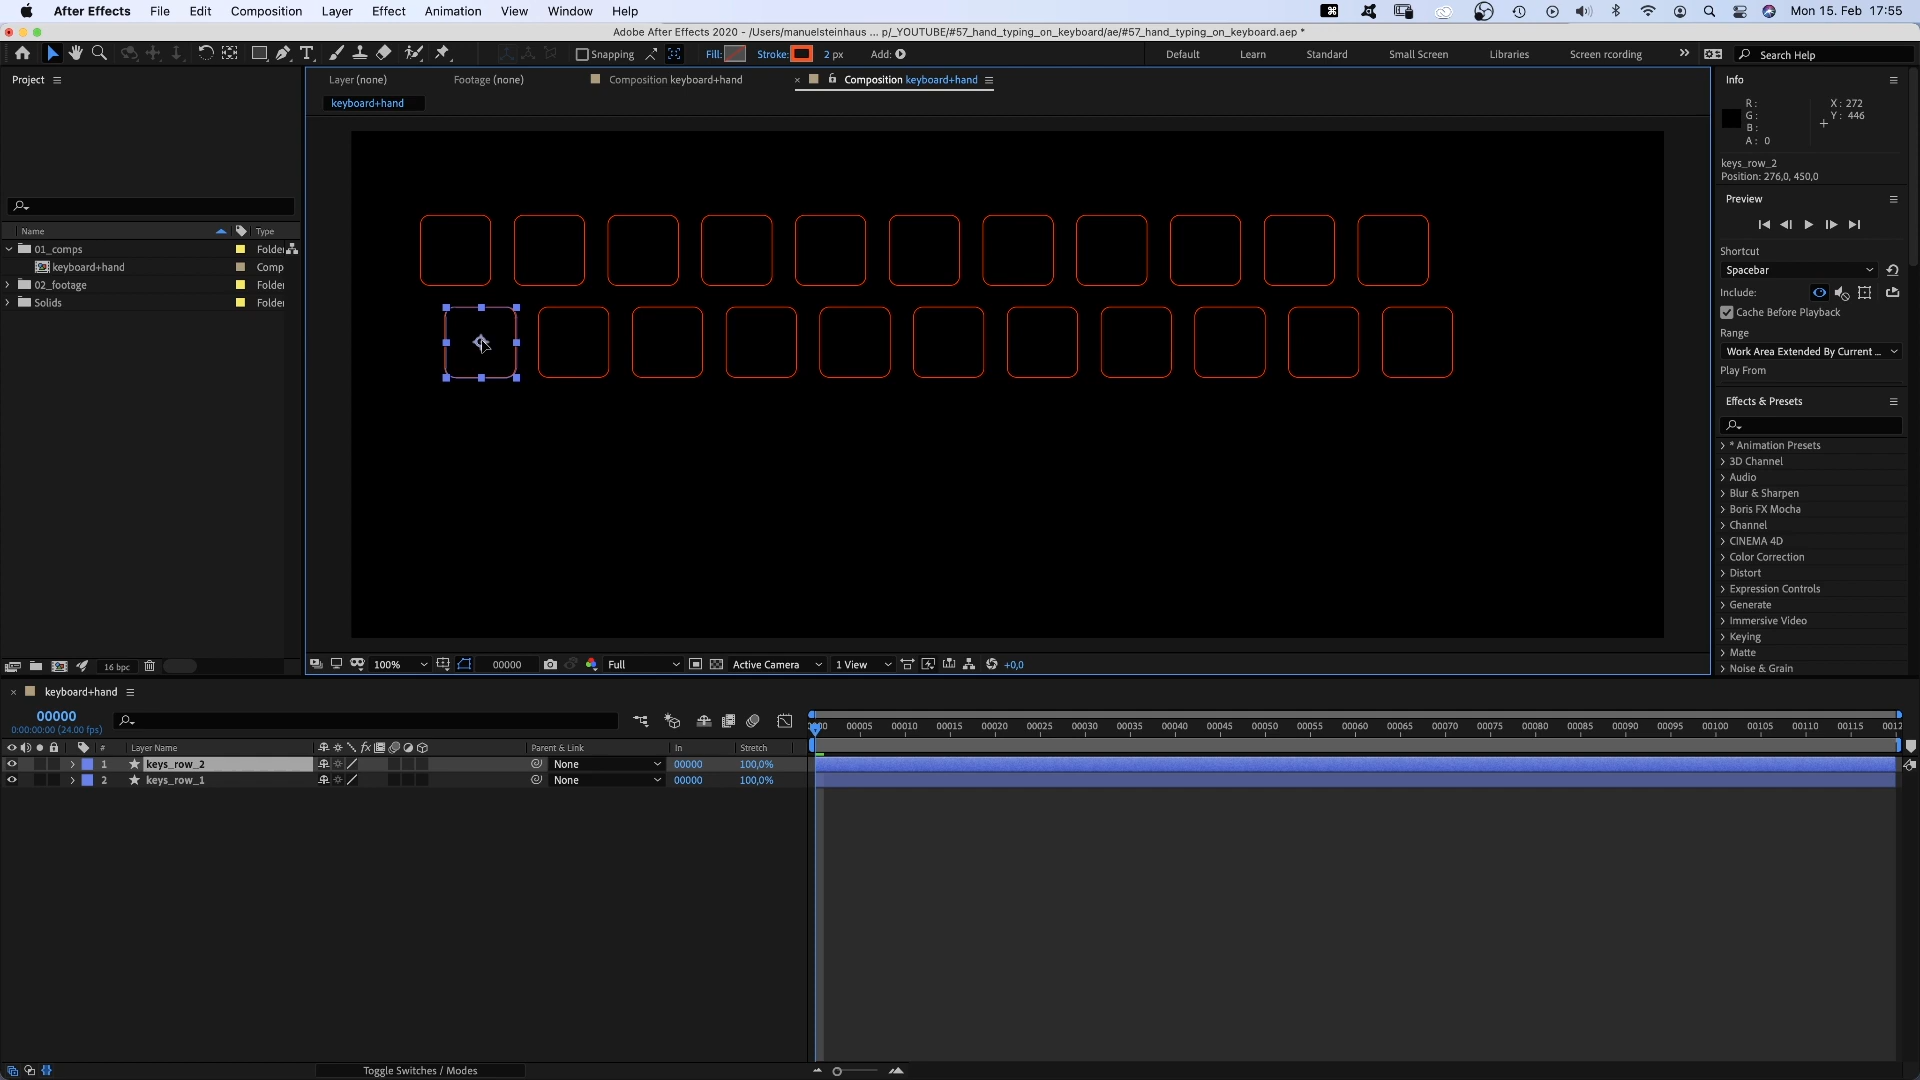 After Effects File Edit Composition Layer Effect Animation View Window Help Mon 15. Feb 17:55
Adobe After Effects 2020 - /Users/manuelsteinhaus ... p/_YOUTUBE/#57_hand_typing_on_keyboard/ae/#57_hand_typing_on_keyboard.aep *
Snapping Fill: Stroke: 2 px Add: Default Learn Standard Small Screen Libraries Screen rcording Search Help
Project Layer (none) Footage (none) Composition keyboard+hand × Composition keyboard+hand Info
keyboard+hand
R: X: 272
G: Y: 446
B:
A: 0
keys_row_2
Position: 276,0, 450,0
Preview
Name Type
01_comps Folder
keyboard+hand Comp
02_footage Folder
Solids Folder
Shortcut
Spacebar
Include:
Cache Before Playback
Range
Work Area Extended By Current ...
Play From
Effects & Presets
* Animation Presets
3D Channel
Audio
Blur & Sharpen
Boris FX Mocha
Channel
CINEMA 4D
Color Correction
Distort
Expression Controls
Generate
Immersive Video
Keying
Matte
Noise & Grain
16 bpc 100% 00000 Full Active Camera 1 View +0,0
× keyboard+hand
00000
0:00:00:00 (24.00 fps)
00005 00010 00015 00020 00025 00030 00035 00040 00045 00050 00055 00060 00065 00070 00075 00080 00085 00090 00095 00100 00105 00110 00115
# Layer Name fx Parent & Link In Stretch
1 keys_row_2 None 00000 100,0%
2 keys_row_1 None 00000 100,0%
Toggle Switches / Modes